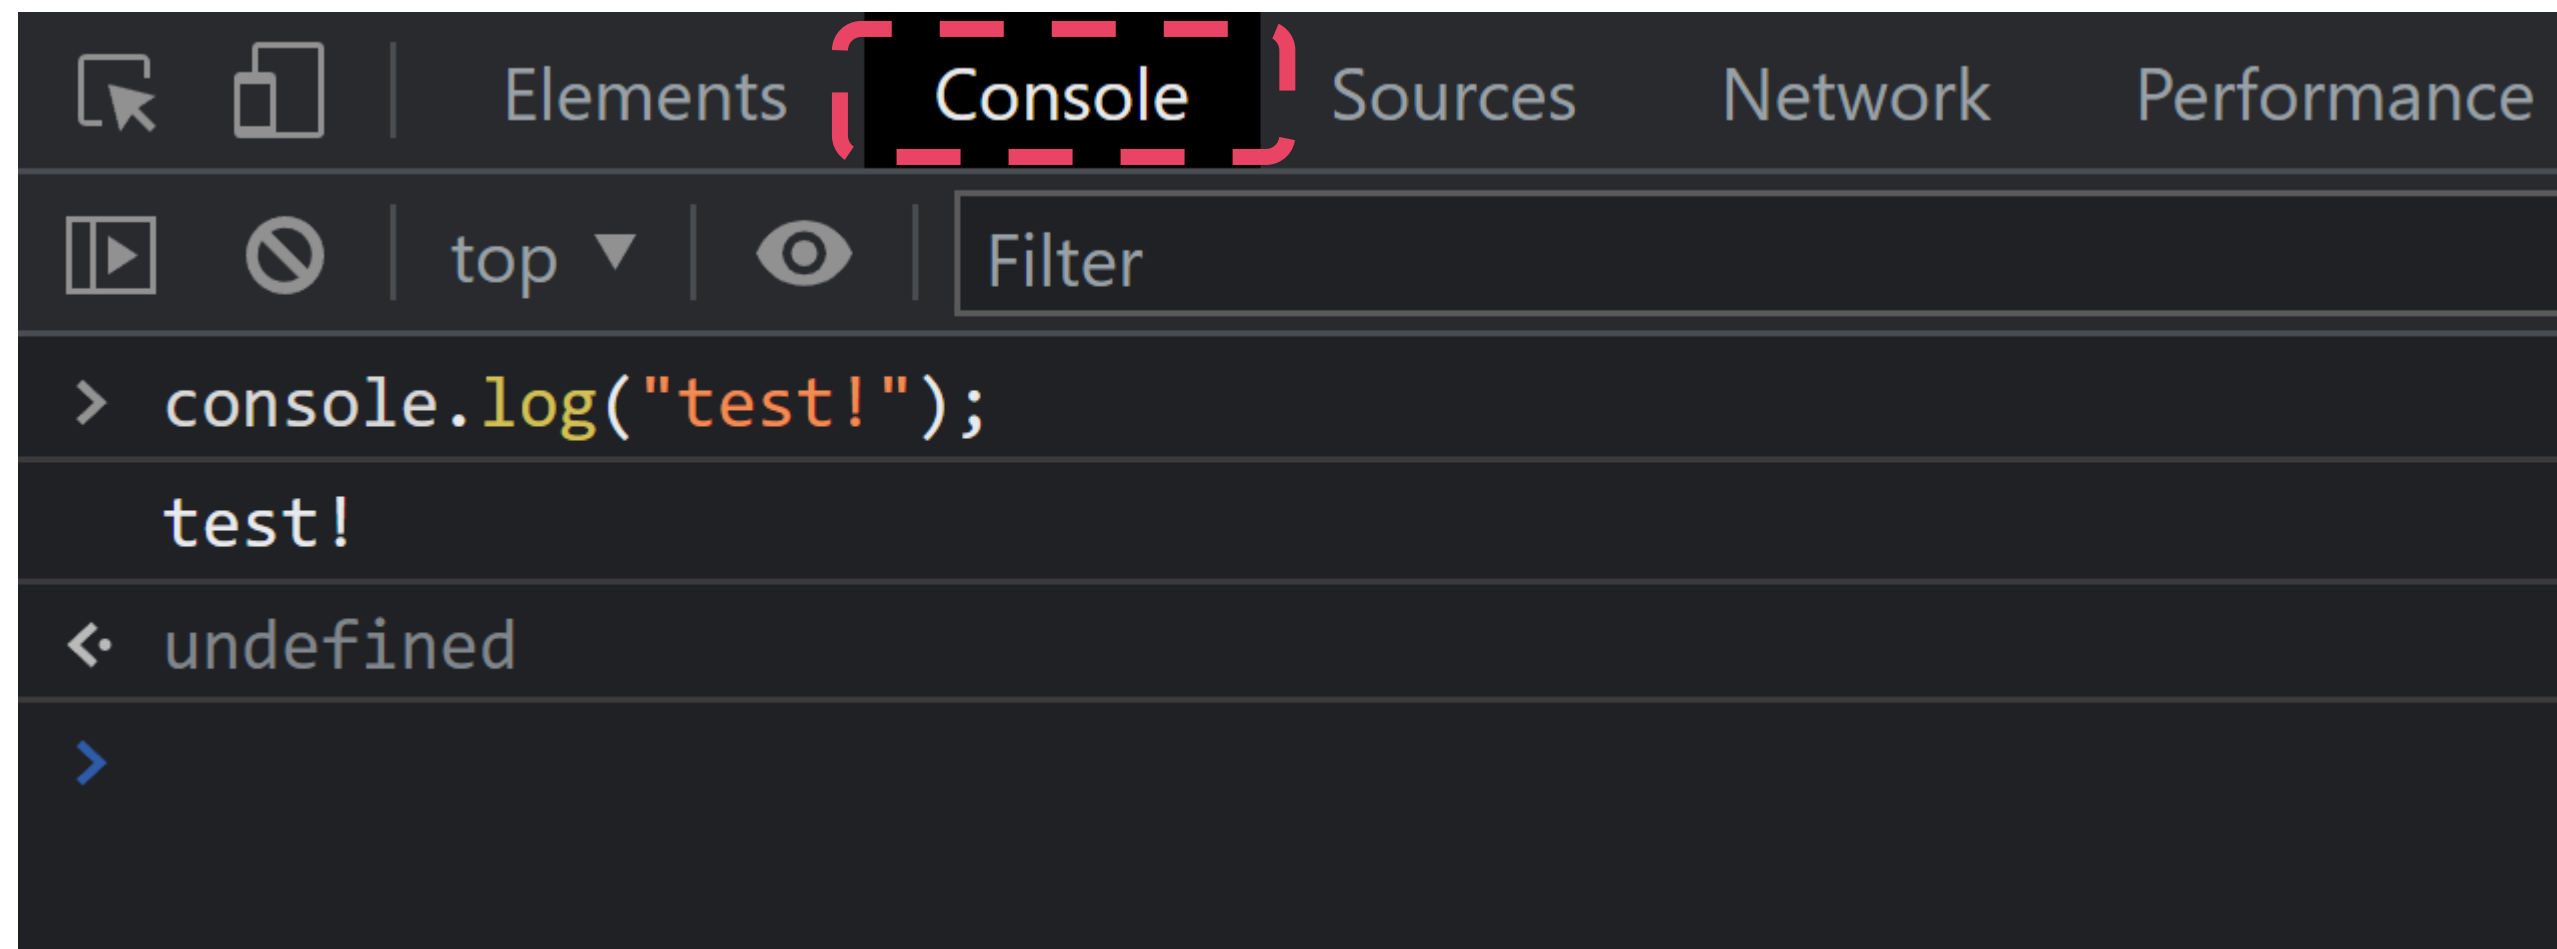 Elements Console Sources Network Performance
top ▼ Filter
> console.log("test!");
test!
undefined
>